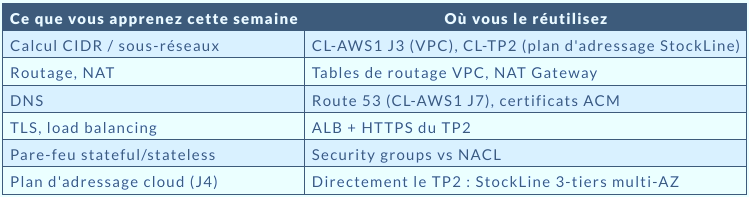 Ce que vous apprenez cette semaine
Où vous le réutilisez
Calcul CIDR / sous-réseaux
CL-AWS1 J3 (VPC), CL-TP2 (plan d'adressage StockLine)
Routage, NAT
Tables de routage VPC, NAT Gateway
DNS
Route 53 (CL-AWS1 J7), certificats ACM
TLS, load balancing
ALB + HTTPS du TP2
Pare-feu stateful/stateless
Security groups vs NACL
Plan d'adressage cloud (J4)
Directement le TP2 : StockLine 3-tiers multi-AZ